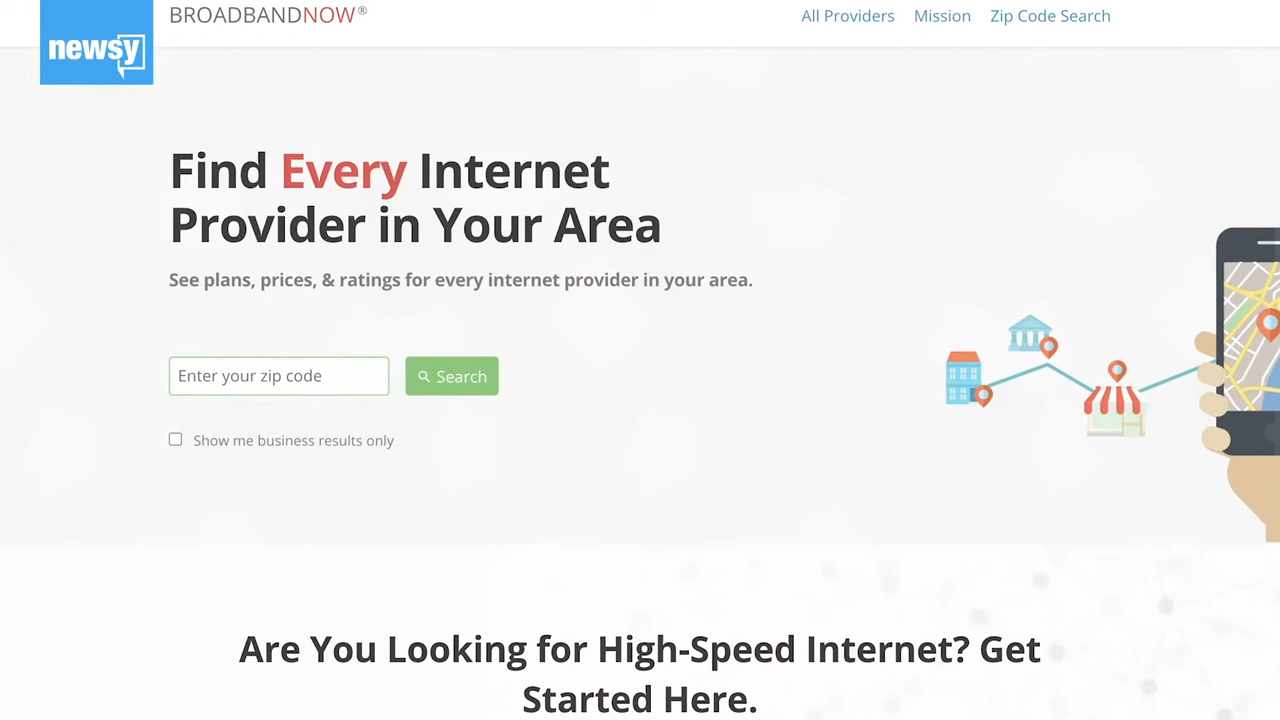 newsy
BROADBANDNOW®
All Providers Mission Zip Code Search
Find Every Internet
Provider in Your Area
See plans, prices, & ratings for every internet provider in your area.
Enter your zip code
Search
Show me business results only
Are You Looking for High-Speed Internet? Get
Started Here.